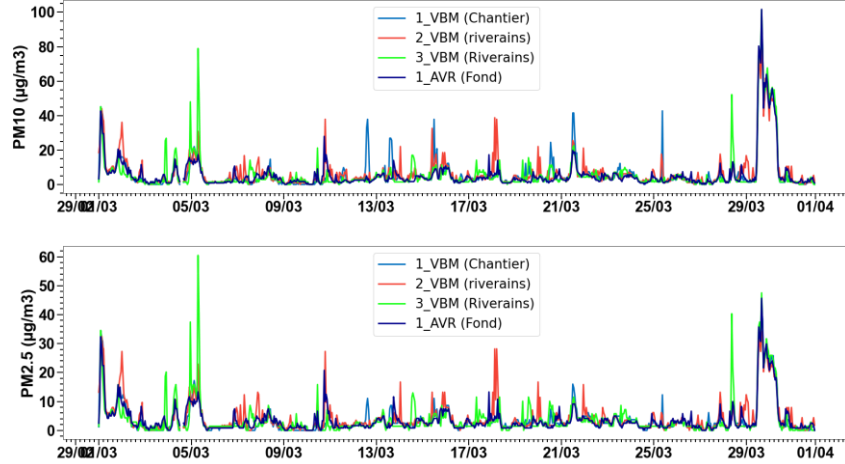 PM10 (µg/m3)
100
80
60
40
20
0
1_VBM (Chantier)
2_VBM (riverains)
3_VBM (Riverains)
1_AVR (Fond)
29/02 01/03 05/03 09/03 13/03 17/03 21/03 25/03 29/03 01/04
PM2.5 (µg/m3)
60
50
40
30
20
10
0
1_VBM (Chantier)
2_VBM (riverains)
3_VBM (Riverains)
1_AVR (Fond)
29/02 01/03 05/03 09/03 13/03 17/03 21/03 25/03 29/03 01/04